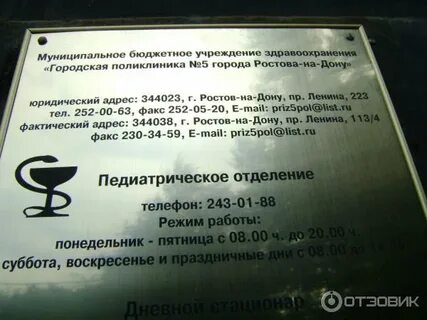 Муниципальное бюджетное учреждение здравоохранения
«Городская поликлиника №5 города Ростова-на-Дону»
юридический адрес: 344023, г. Ростов-на-Дону, пр. Ленина, 223
тел. 252-00-63, факс 252-05-20, E-mail: priz5pol@list.ru
фактический адрес: 344038, г. Ростов-на-Дону, пр. Ленина, 113/4
факс 230-34-59, E-mail: priz5pol@list.ru
Педиатрическое отделение
телефон: 243-01-88
Режим работы:
понедельник - пятница с 08.00 ч. до 20.00 ч.
суббота, воскресенье и праздничные дни с 08.00 ч. до
Дневной стационар
ОТЗОВИК